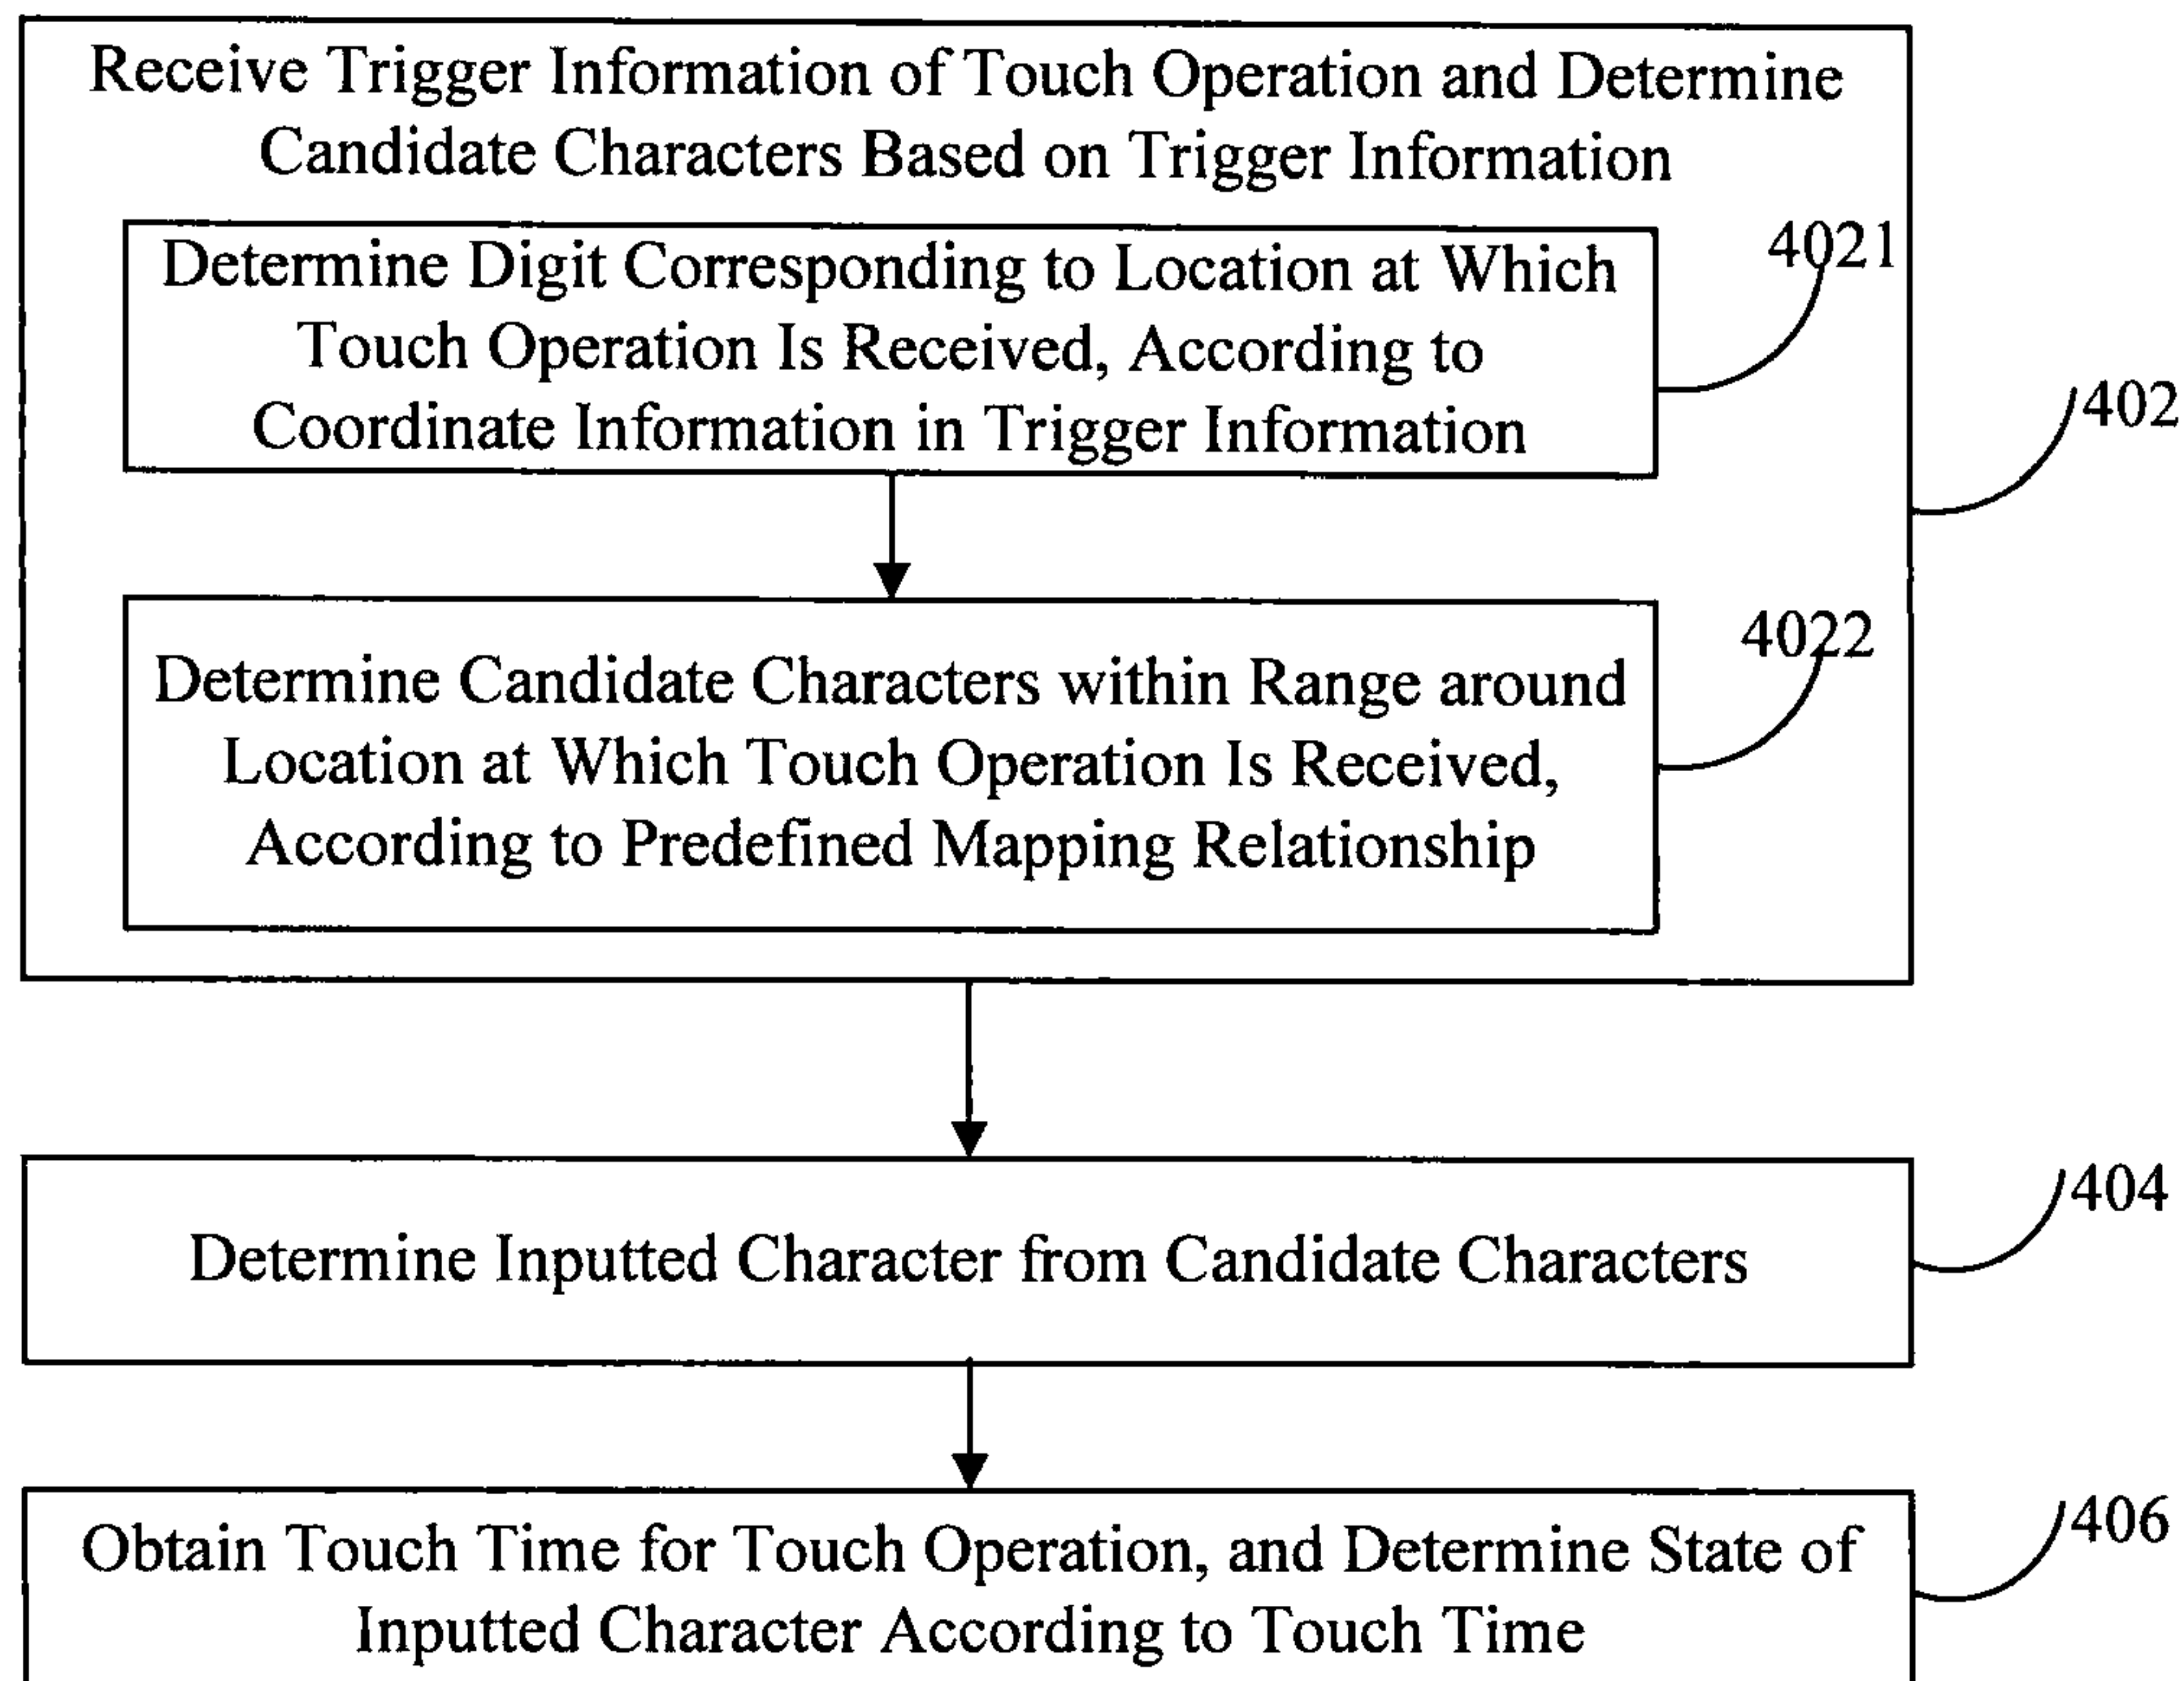 Receive Trigger Information of Touch Operation and Determine
Candidate Characters Based on Trigger Information
Determine Digit Corresponding to Location at Which
Touch Operation Is Received, According to
Coordinate Information in Trigger Information
4021
402
Determine Candidate Characters within Range around
Location at Which Touch Operation Is Received,
According to Predefined Mapping Relationship
4022
Determine Inputted Character from Candidate Characters
404
Obtain Touch Time for Touch Operation, and Determine State of
Inputted Character According to Touch Time
406